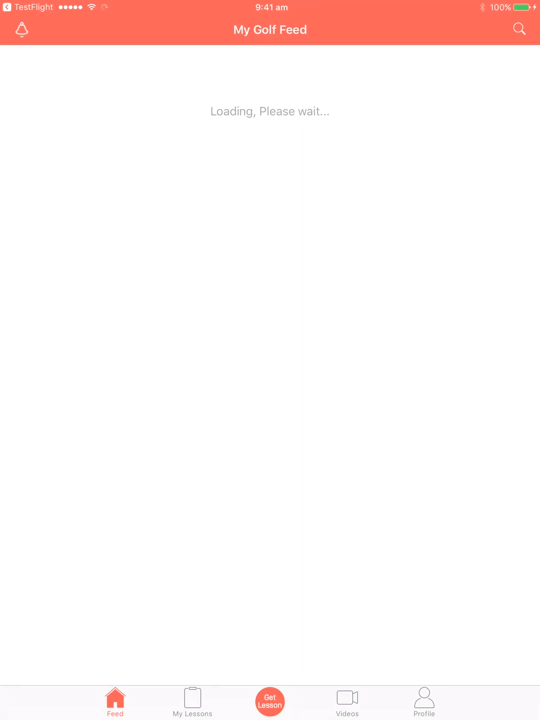 TestFlight
9:41 am
100%
My Golf Feed
Loading, Please wait...
Feed
My Lessons
Get
Lesson
Videos
Profile